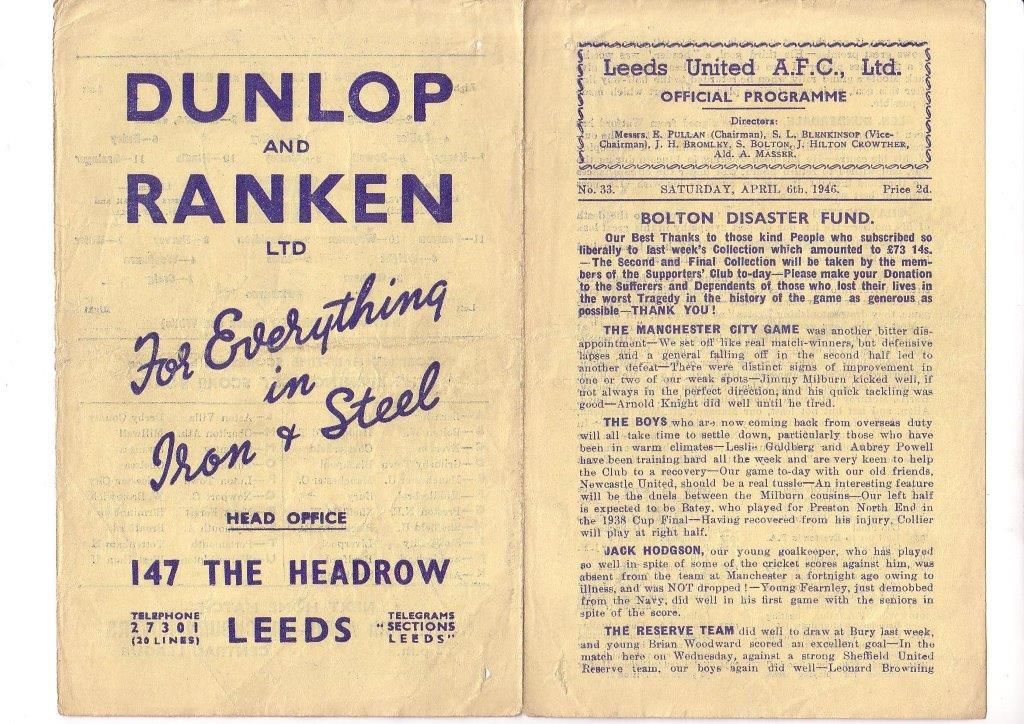 DUNLOP
AND
RANKEN
LTD
For Everything
in
Iron & Steel
HEAD OFFICE
147 THE HEADROW
TELEPHONE
27301
(20 LINES)
LEEDS
TELEGRAMS
"SECTIONS
LEEDS"
Leeds United A.F.C., Ltd.
OFFICIAL PROGRAMME
Directors:
Messrs. E. PULLAN (Chairman), S. L. BLENKINSOP (Vice-
Chairman), J. H. BROMLEY, S. BOLTON, J. HILTON CROWTHER,
Ald. A. MASSER.
No. 33. SATURDAY, APRIL 6th, 1946. Price 2d.
BOLTON DISASTER FUND.
Our Best Thanks to those kind People who subscribed so
liberally to last week's Collection which amounted to £73 14s.
—The Second and Final Collection will be taken by the mem-
bers of the Supporters' Club to-day—Please make your Donation
to the Sufferers and Dependents of those who lost their lives in
the worst Tragedy in the history of the game as generous as
possible—THANK YOU!
THE MANCHESTER CITY GAME was another bitter dis-
appointment—We set off like real match-winners, but defensive
lapses and a general falling off in the second half led to
another defeat—There were distinct signs of improvement in
one or two of our weak spots—Jimmy Milburn kicked well, if
not always in the perfect direction, and his quick tackling was
good—Arnold Knight did well until he tired.
THE BOYS who are now coming back from overseas duty
will all take time to settle down, particularly those who have
been in warm climates—Leslie Goldberg and Aubrey Powell
have been training hard all the week and are very keen to help
the Club to a recovery—Our game to-day with our old friends,
Newcastle United, should be a real tussle—An interesting feature
will be the duels between the Milburn cousins—Our left half
is expected to be Batey, who played for Preston North End in
the 1938 Cup Final—Having recovered from his injury, Collier
will play at right half.
JACK HODGSON, our young goalkeeper, who has played
so well in spite of some of the cricket scores against him, was
absent from the team at Manchester a fortnight ago owing to
illness, and was NOT dropped!—Young Fearnley, just demobbed
from the Navy, did well in his first game with the seniors in
spite of the score.
THE RESERVE TEAM did well to draw at Bury last week,
and young Brian Woodward scored an excellent goal—In the
match here on Wednesday, against a strong Sheffield United
Reserve team, our boys again did well—Leonard Browning